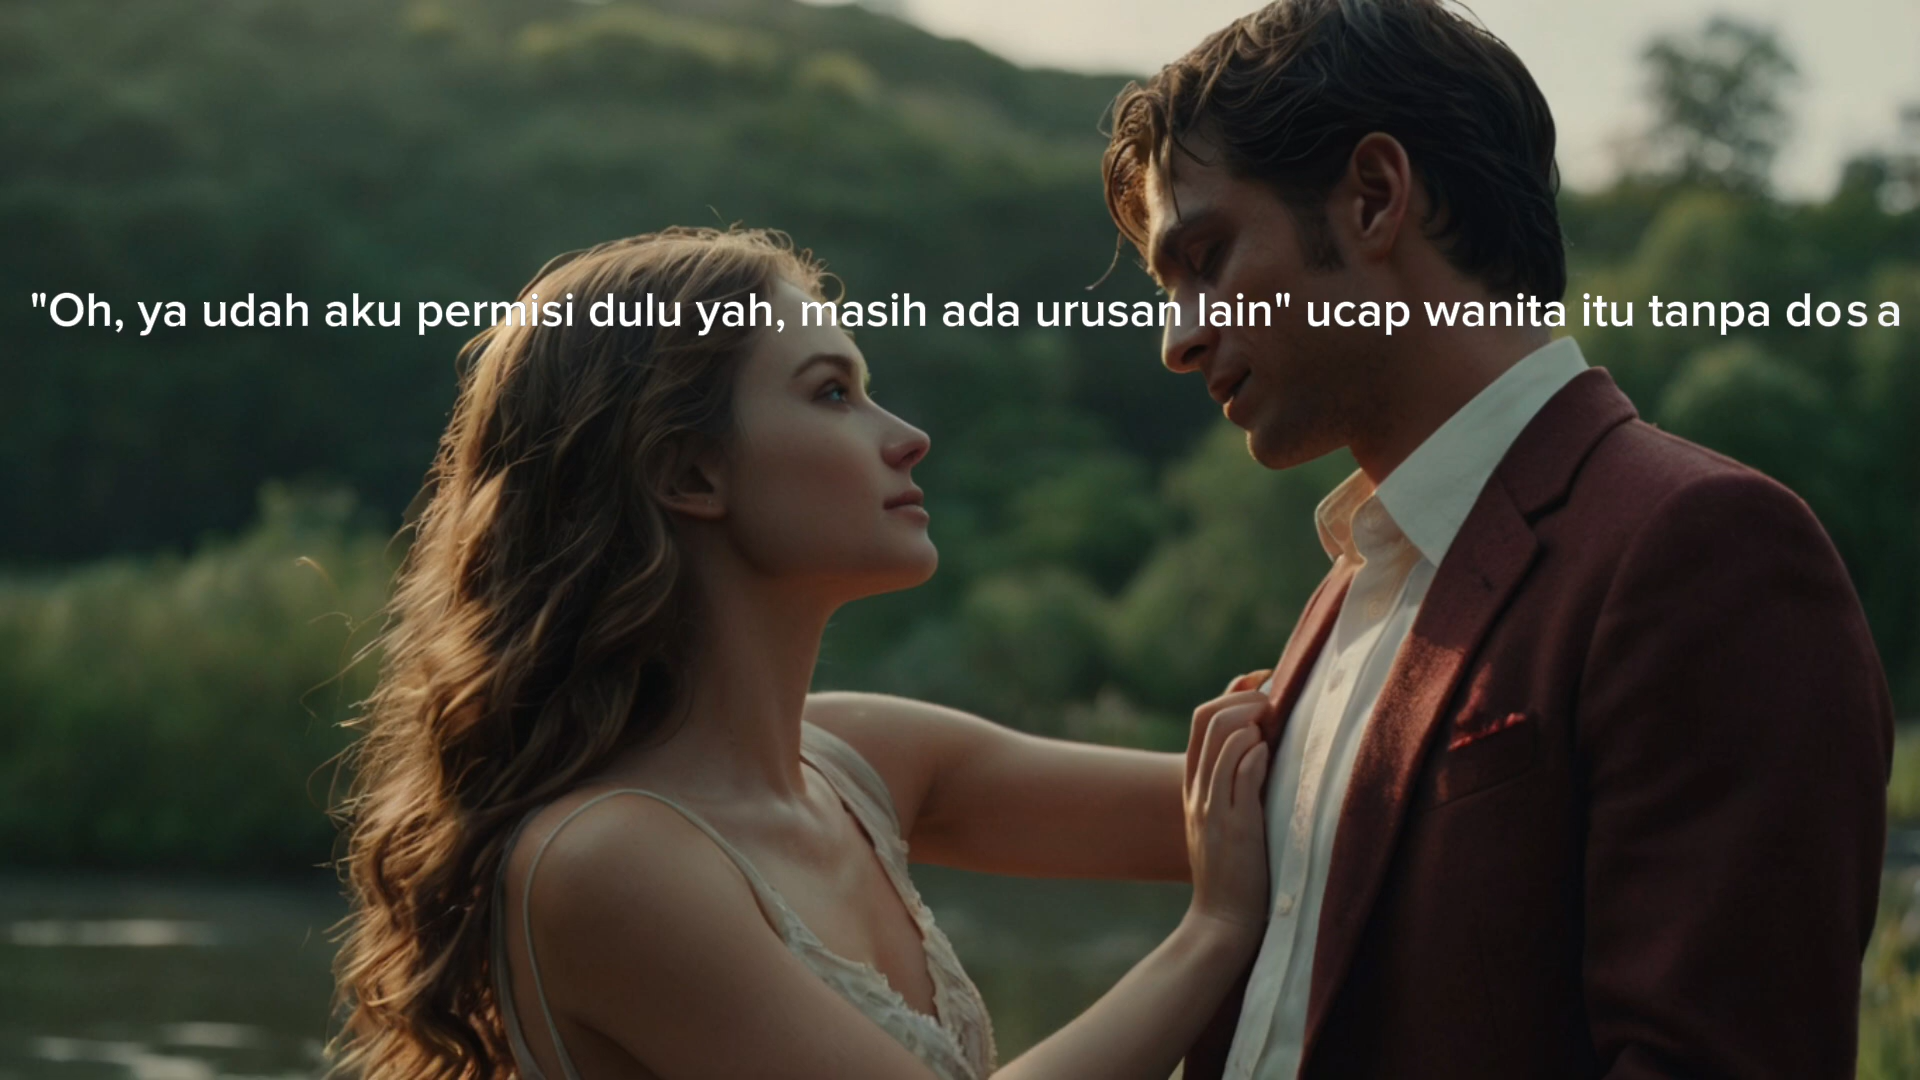 "Oh, ya udah aku permisi dulu yah, masih ada urusan lain" ucap wanita itu tanpa dosa